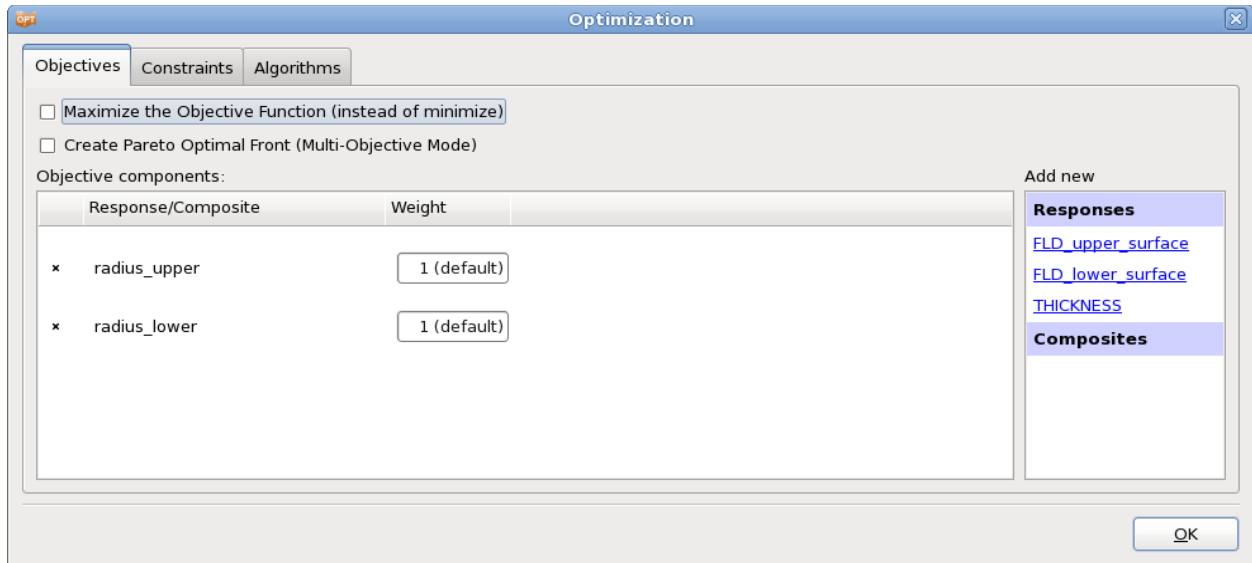 OPT
Optimization
Objectives Constraints Algorithms
Maximize the Objective Function (instead of minimize)
Create Pareto Optimal Front (Multi-Objective Mode)
Objective components:
Response/Composite Weight
radius_upper 1 (default)
radius_lower 1 (default)
Add new
Responses
FLD_upper_surface
FLD_lower_surface
THICKNESS
Composites
OK